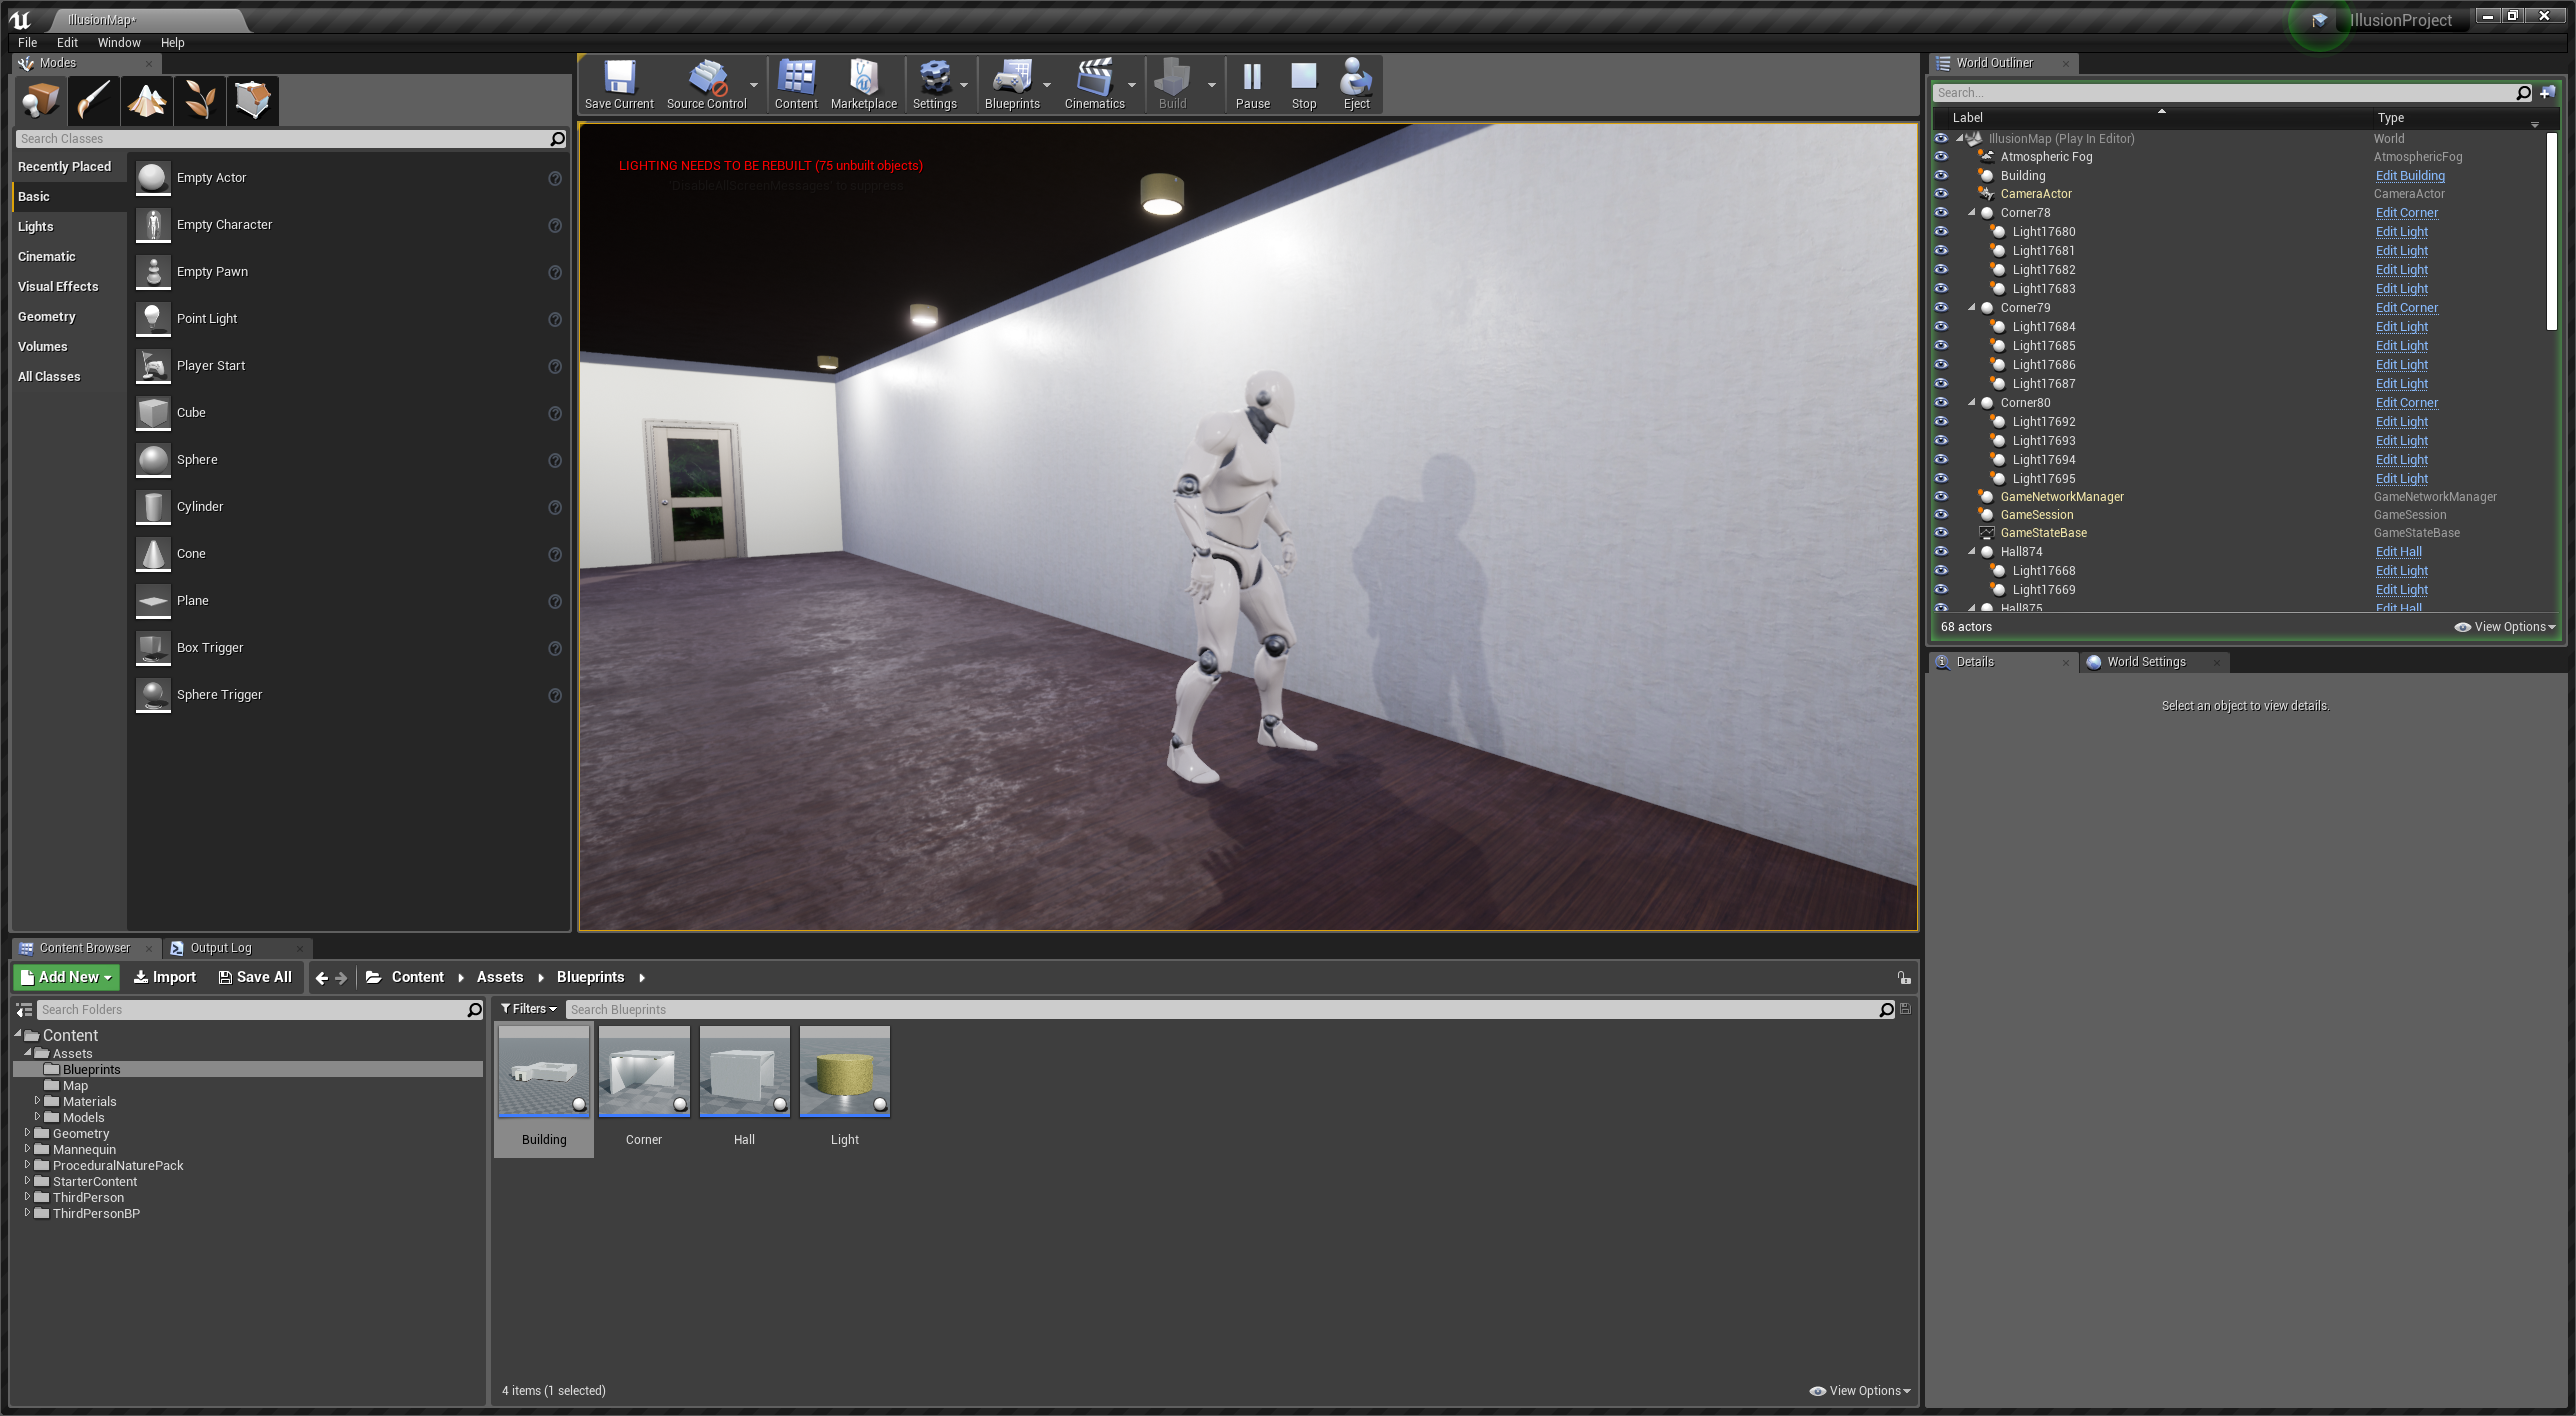 IllusionMap*
IllusionProject
File Edit Window Help
Modes
Search Classes
Recently Placed
Basic
Lights
Cinematic
Visual Effects
Geometry
Volumes
All Classes
Empty Actor
Empty Character
Empty Pawn
Point Light
Player Start
Cube
Sphere
Cylinder
Cone
Plane
Box Trigger
Sphere Trigger
Save Current Source Control Content Marketplace Settings Blueprints Cinematics Build Pause Stop Eject
LIGHTING NEEDS TO BE REBUILT (75 unbuilt objects)
'DisableAllScreenMessages' to suppress
World Outliner
Search...
Label Type
IllusionMap (Play In Editor) World
Atmospheric Fog AtmosphericFog
Building Edit Building
CameraActor CameraActor
Corner78 Edit Corner
Light17680 Edit Light
Light17681 Edit Light
Light17682 Edit Light
Light17683 Edit Light
Corner79 Edit Corner
Light17684 Edit Light
Light17685 Edit Light
Light17686 Edit Light
Light17687 Edit Light
Corner80 Edit Corner
Light17692 Edit Light
Light17693 Edit Light
Light17694 Edit Light
Light17695 Edit Light
GameNetworkManager GameNetworkManager
GameSession GameSession
GameStateBase GameStateBase
Hall874 Edit Hall
Light17668 Edit Light
Light17669 Edit Light
Hall875 Edit Hall
68 actors View Options
Details World Settings
Select an object to view details.
Content Browser Output Log
Add New Import Save All Content Assets Blueprints
Search Folders
Content
Assets
Blueprints
Map
Materials
Models
Geometry
Mannequin
ProceduralNaturePack
StarterContent
ThirdPerson
ThirdPersonBP
Filters Search Blueprints
Building Corner Hall Light
4 items (1 selected) View Options